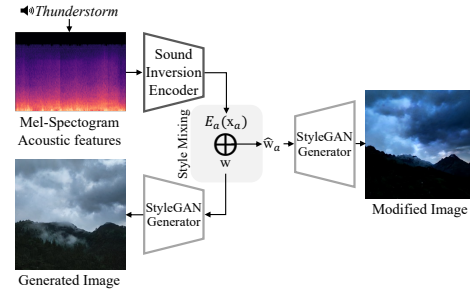 Thunderstorm
Sound
Inversion
Encoder
Mel-Spectogram
Acoustic features
Style Mixing
E_a(x_a)
w
ŵ_a
StyleGAN
Generator
Modified Image
StyleGAN
Generator
Generated Image